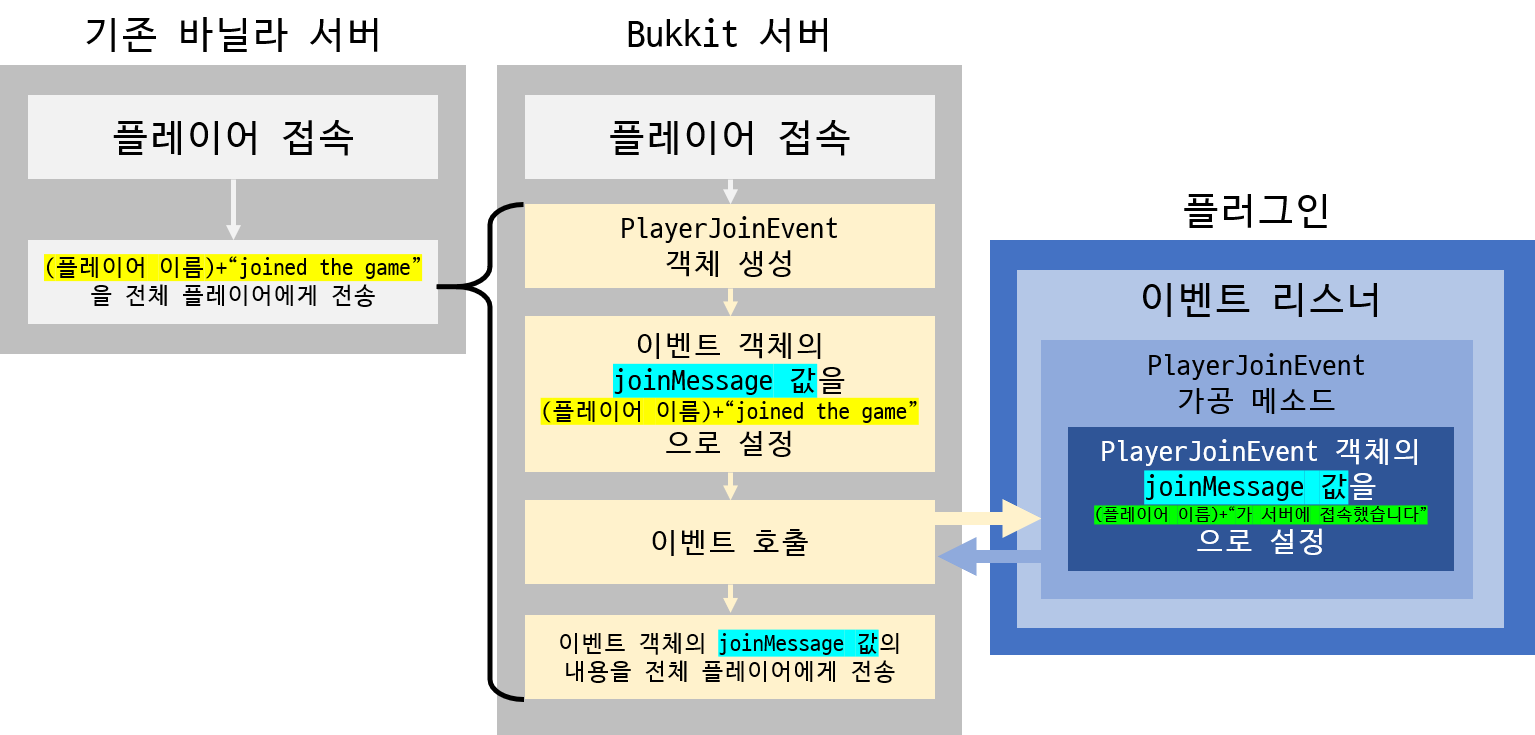 기존 바닐라 서버
플레이어 접속
(플레이어 이름)+“joined the game”
을 전체 플레이어에게 전송
Bukkit 서버
플레이어 접속
PlayerJoinEvent
객체 생성
이벤트 객체의
joinMessage 값을
(플레이어 이름)+“joined the game”
으로 설정
이벤트 호출
이벤트 객체의 joinMessage 값의
내용을 전체 플레이어에게 전송
플러그인
이벤트 리스너
PlayerJoinEvent
가공 메소드
PlayerJoinEvent 객체의
joinMessage 값을
(플레이어 이름)+“가 서버에 접속했습니다”
으로 설정